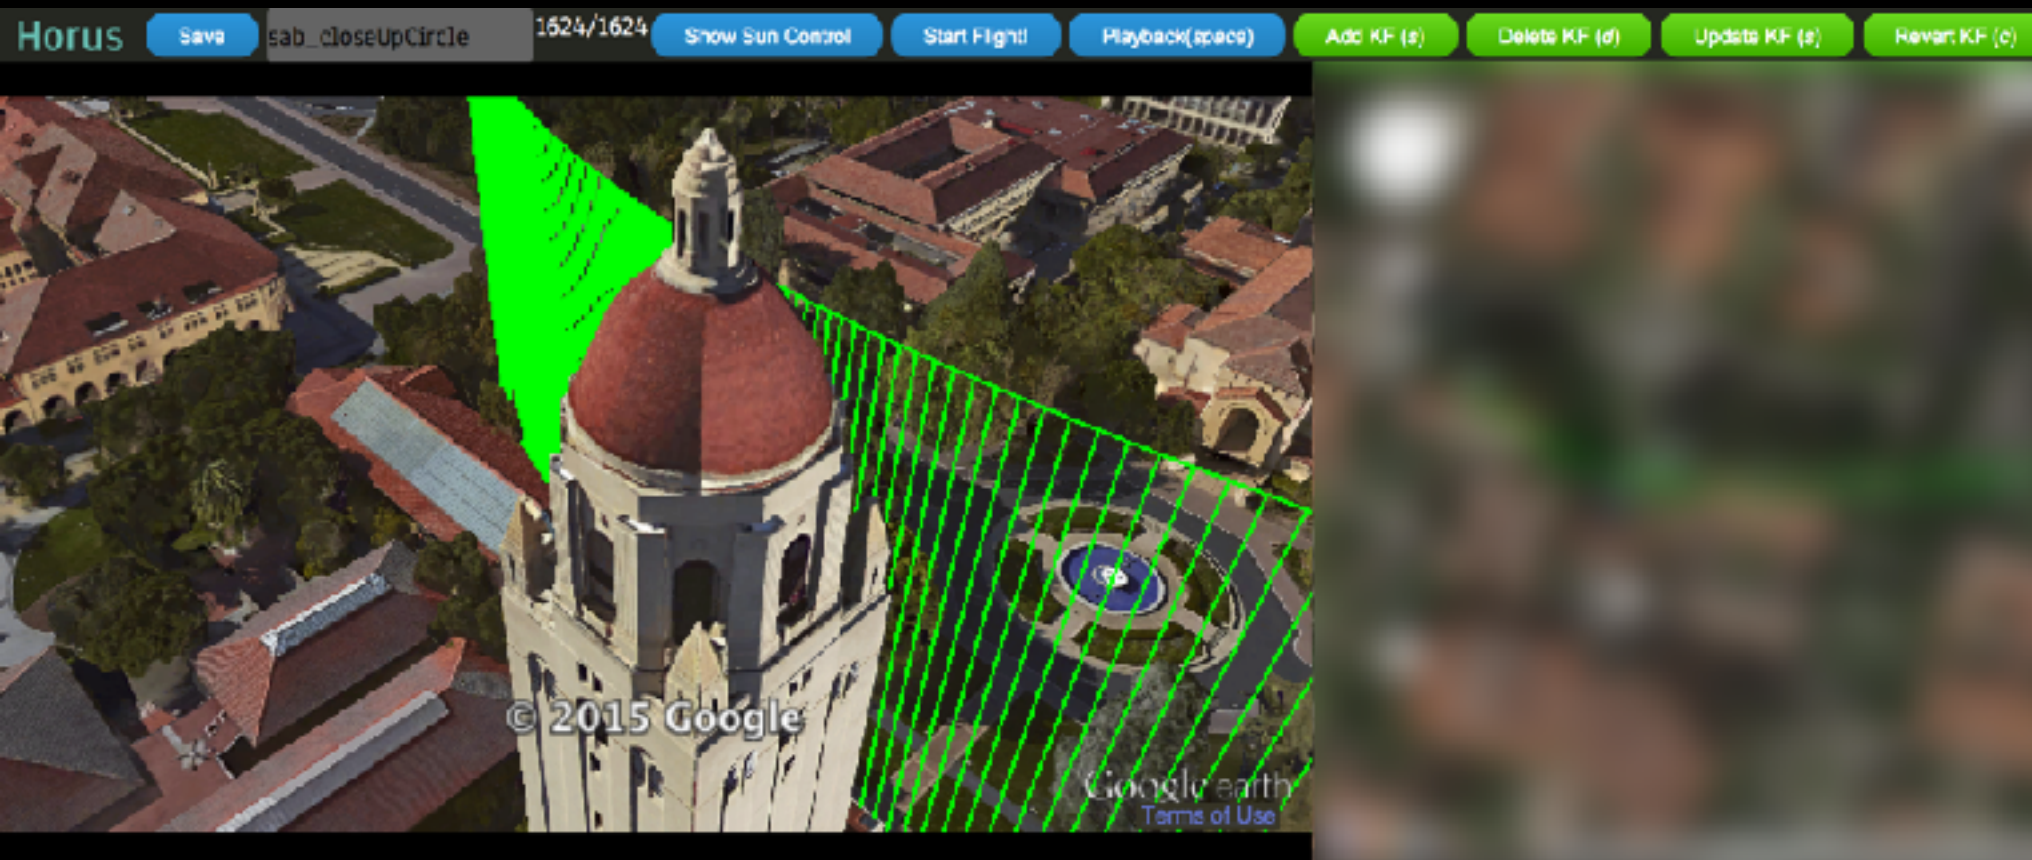 Horus
Save
sab_closeUpCircle
1624/1624
Show Sun Control
Start Flight!
Playback(space)
Add KF (s)
Delete KF (d)
Update KF (s)
Revert KF (c)
© 2015 Google
Google earth
Terms of Use